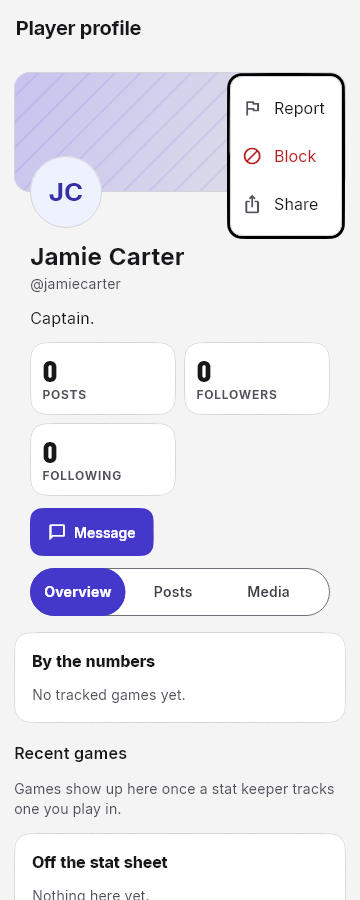 Player profile
Report
Block
Share
JC
Jamie Carter
@jamiecarter
Captain.
0
POSTS
0
FOLLOWERS
0
FOLLOWING
Message
Overview
Posts
Media
By the numbers
No tracked games yet.
Recent games
Games show up here once a stat keeper tracks
one you play in.
Off the stat sheet
Nothing here yet.